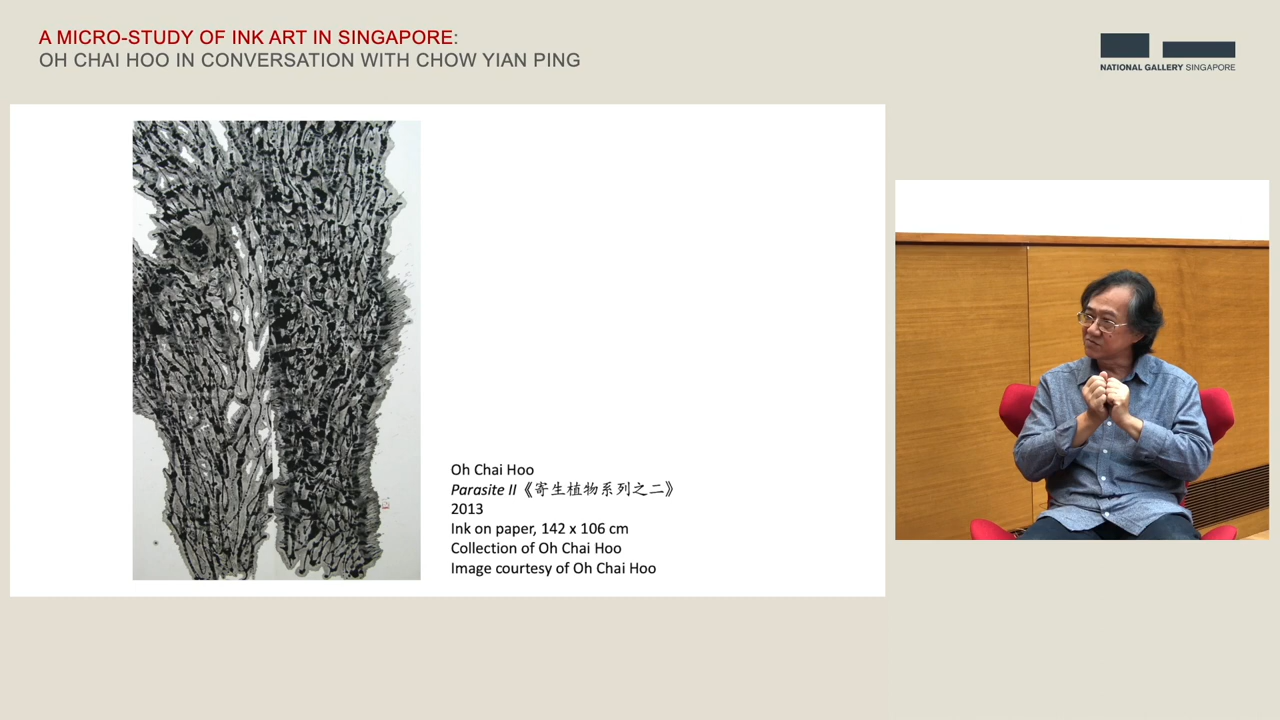 A MICRO-STUDY OF INK ART IN SINGAPORE:
OH CHAI HOO IN CONVERSATION WITH CHOW YIAN PING
NATIONAL GALLERY SINGAPORE
Oh Chai Hoo
Parasite II《寄生植物系列之二》
2013
Ink on paper, 142 x 106 cm
Collection of Oh Chai Hoo
Image courtesy of Oh Chai Hoo